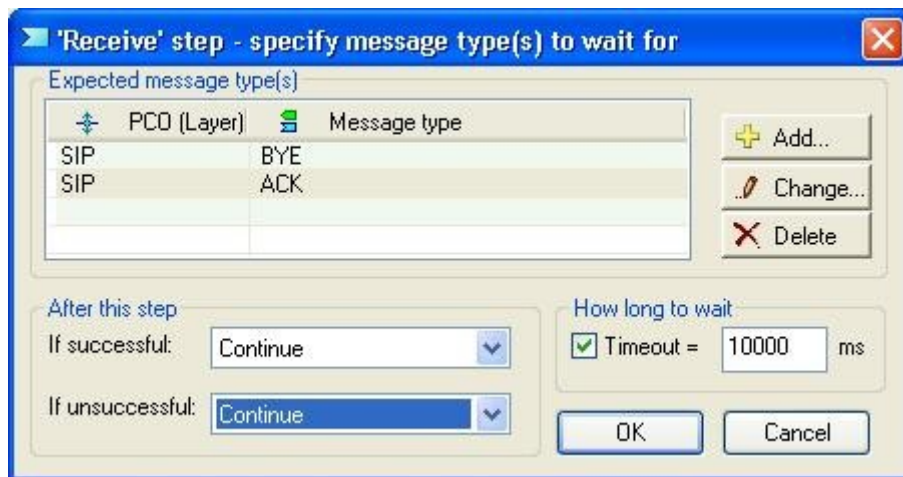 'Receive' step - specify message type(s) to wait for
Expected message type(s)
PCO (Layer) Message type
SIP BYE
SIP ACK
Add...
Change...
Delete
After this step
If successful: Continue
If unsuccessful: Continue
How long to wait
Timeout = 10000 ms
OK Cancel